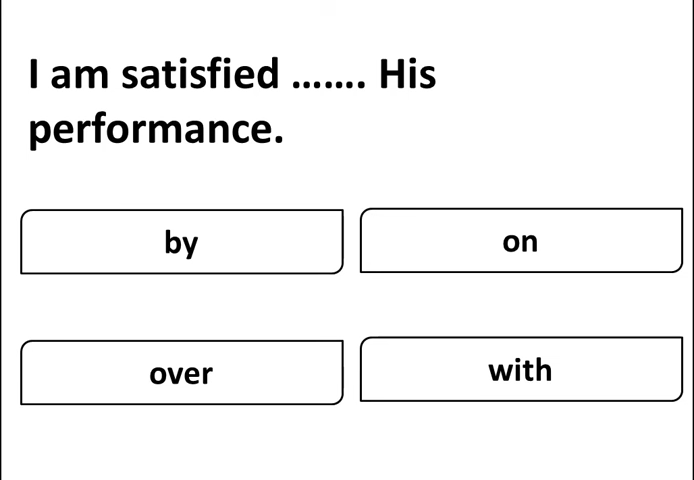 I am satisfied ....... His
performance.
by
on
over
with